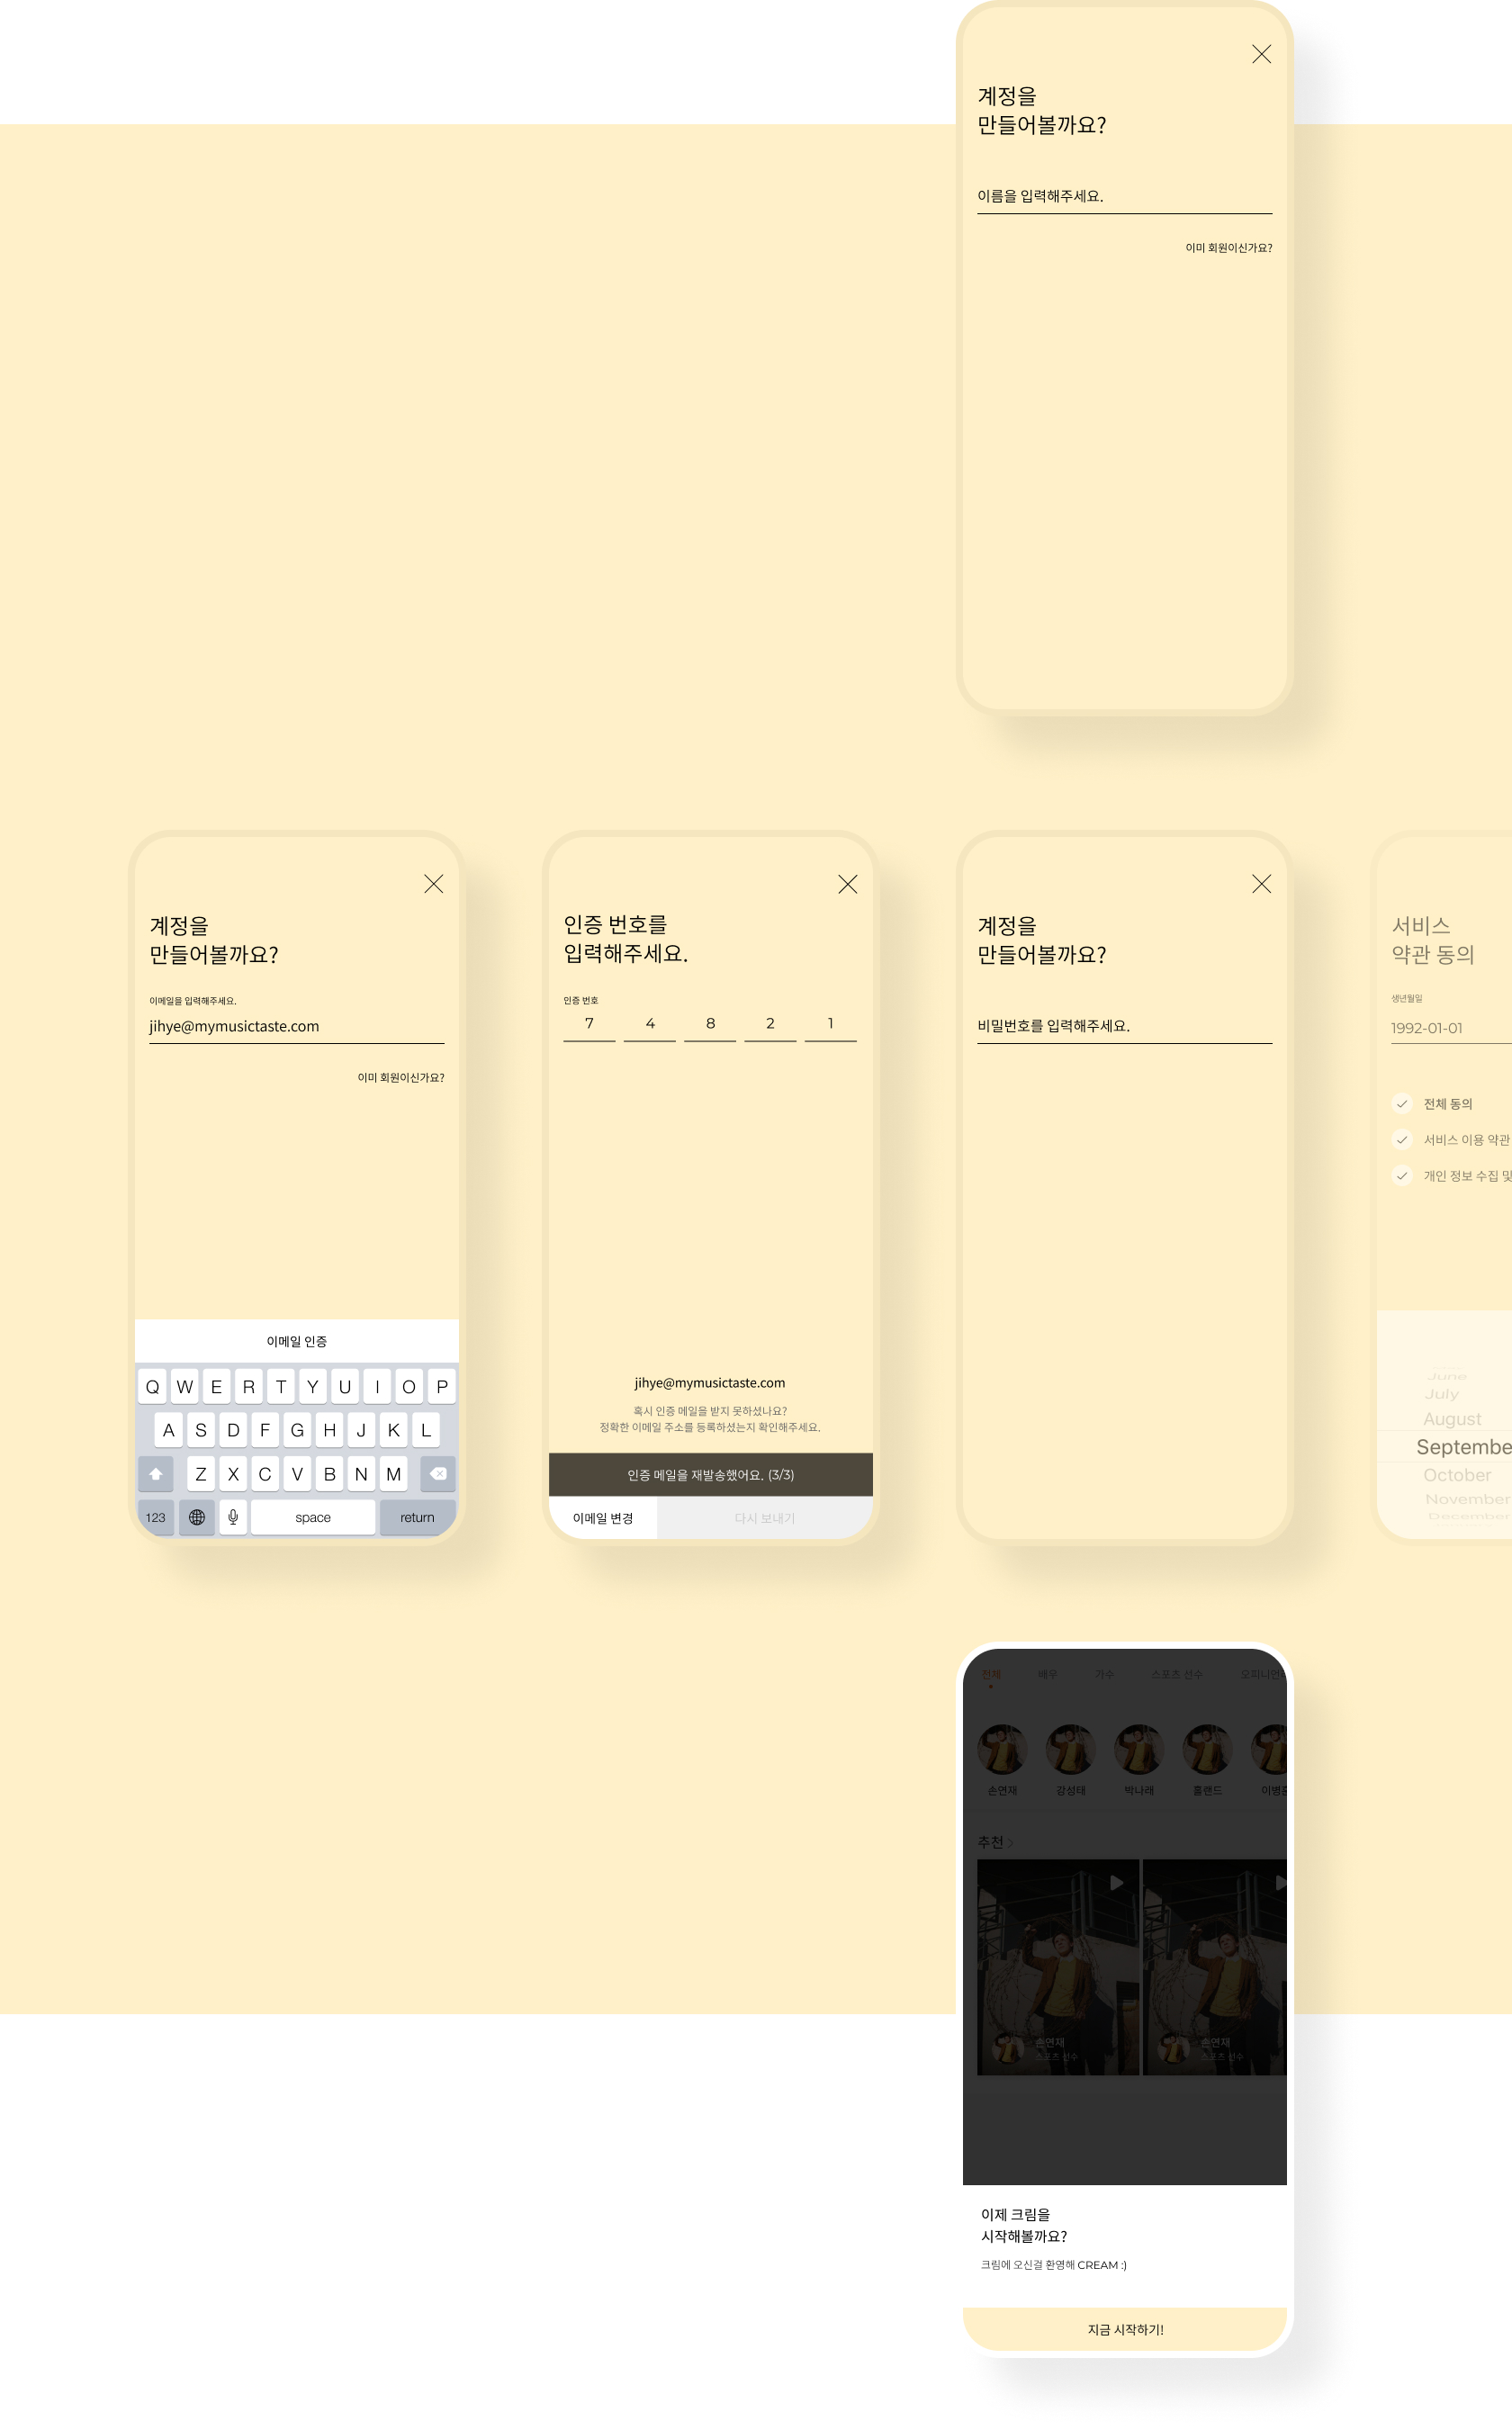 계정을
만들어볼까요?
이름을 입력해주세요.
이미 회원이신가요?
계정을
만들어볼까요?
이메일을 입력해주세요.
jihye@mymusictaste.com
이미 회원이신가요?
이메일 인증
Q W E R T Y U I O P
A S D F G H J K L
Z X C V B N M
123 space return
인증 번호를
입력해주세요.
인증 번호
7 4 8 2 1
jihye@mymusictaste.com
혹시 인증 메일을 받지 못하셨나요?
정확한 이메일 주소를 등록하셨는지 확인해주세요.
인증 메일을 재발송했어요. (3/3)
이메일 변경 다시 보내기
계정을
만들어볼까요?
비밀번호를 입력해주세요.
서비스
약관 동의
생년월일
1992-01-01
전체 동의
서비스 이용 약관
개인 정보 수집 및
June
July
August
Septembe
October
November
December
전체 배우 가수 스포츠 선수 오피니언
손연재 강성태 박나래 홀랜드 이병
추천
손연재 손연재
스포츠 선수 스포츠 선수
이제 크림을
시작해볼까요?
크림에 오신걸 환영해 CREAM :)
지금 시작하기!